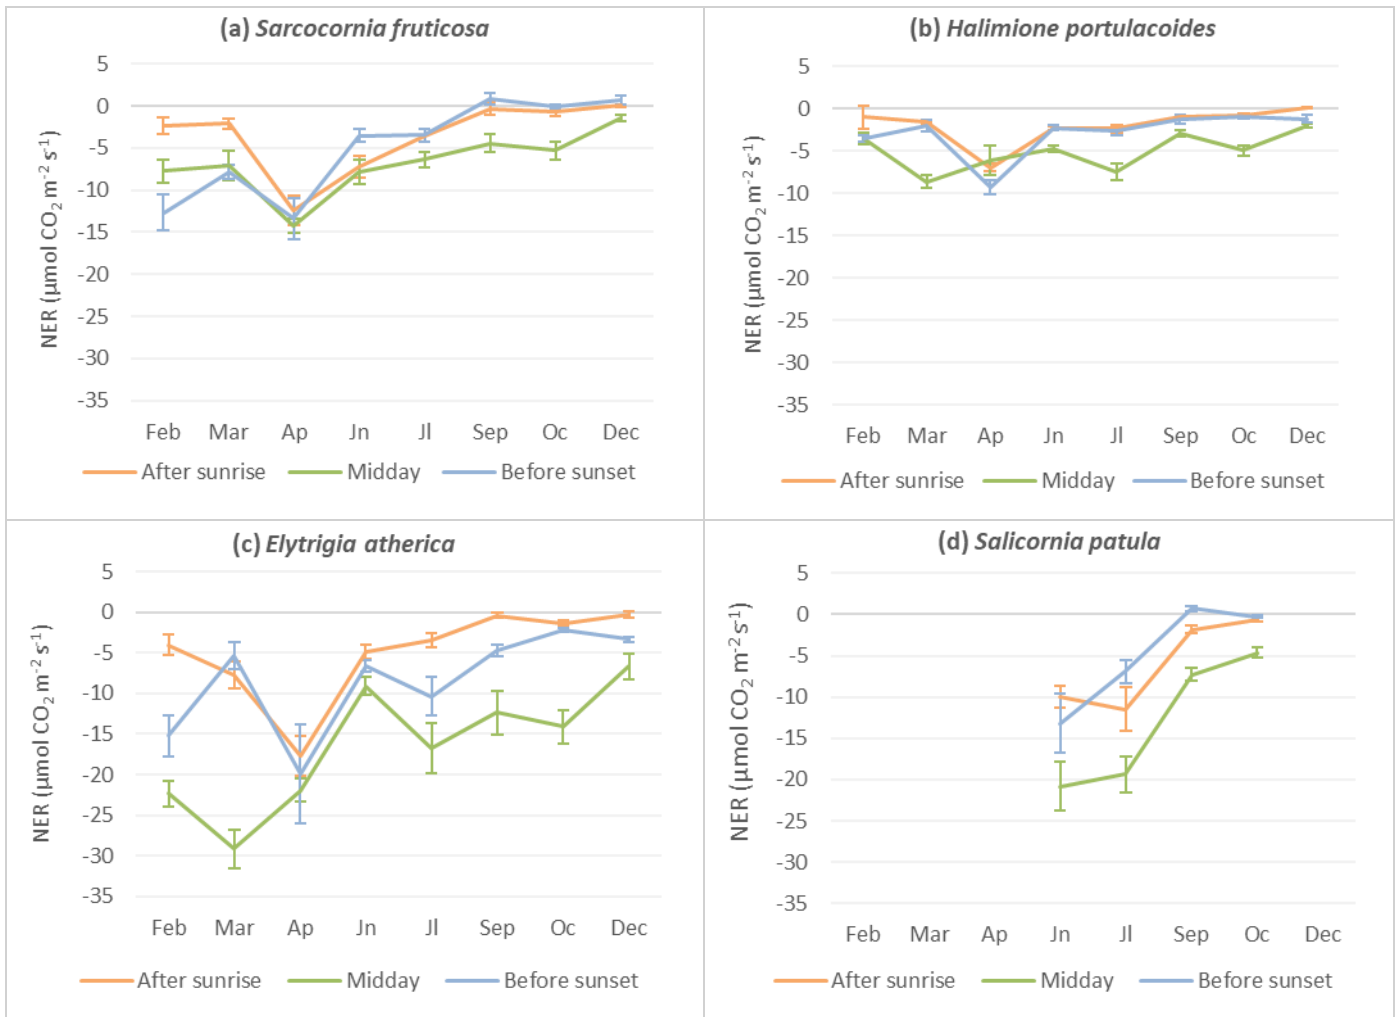 (a) Sarcocornia fruticosa
5
0
-5
-10
-15
-20
-25
-30
-35
NER (μmol CO₂ m⁻² s⁻¹)
Feb Mar Ap Jn Jl Sep Oc Dec
After sunrise Midday Before sunset
(b) Halimione portulacoides
5
0
-5
-10
-15
-20
-25
-30
-35
NER (μmol CO₂ m⁻² s⁻¹)
Feb Mar Ap Jn Jl Sep Oc Dec
After sunrise Midday Before sunset
(c) Elytrigia atherica
5
0
-5
-10
-15
-20
-25
-30
-35
NER (μmol CO₂ m⁻² s⁻¹)
Feb Mar Ap Jn Jl Sep Oc Dec
After sunrise Midday Before sunset
(d) Salicornia patula
5
0
-5
-10
-15
-20
-25
-30
-35
NER (μmol CO₂ m⁻² s⁻¹)
Feb Mar Ap Jn Jl Sep Oc Dec
After sunrise Midday Before sunset